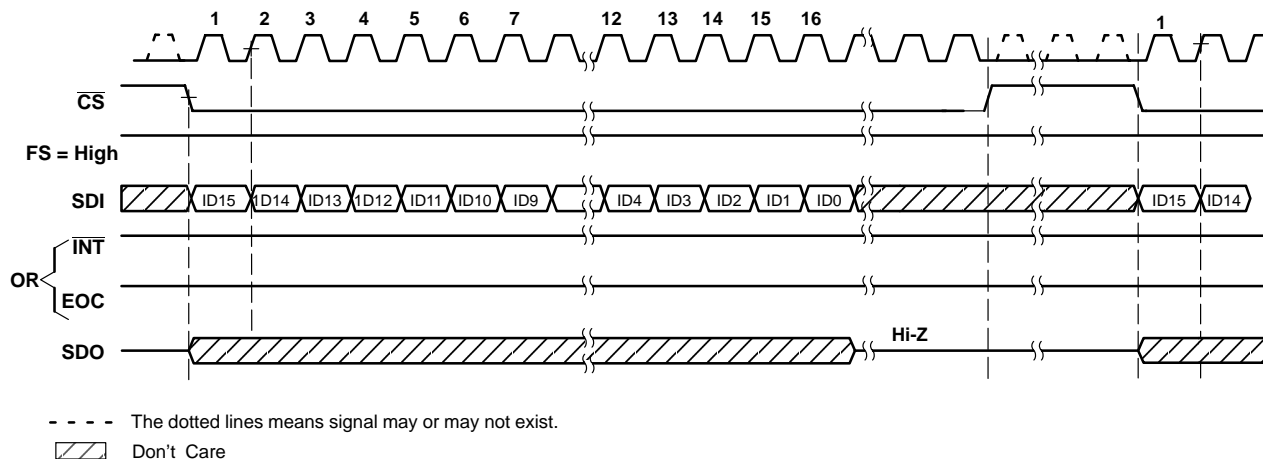 1 2 3 4 5 6 7 12 13 14 15 16 1
CS
FS = High
SDI ID15 1D14 ID13 1D12 ID11 ID10 ID9 ID4 ID3 ID2 ID1 ID0 ID15 ID14
INT
OR
EOC
SDO Hi-Z
The dotted lines means signal may or may not exist.
Don't Care